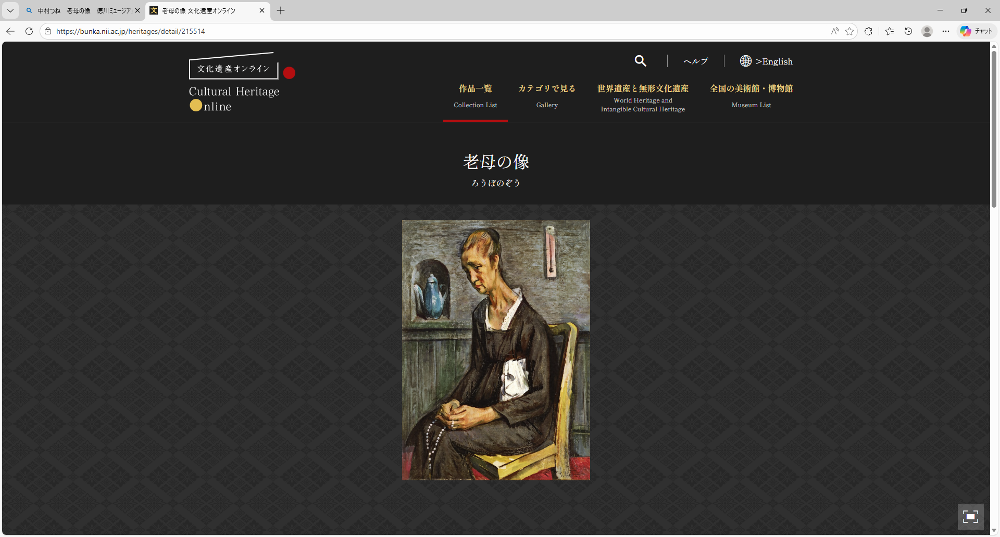 中村つね　老母の像　徳川ミュージア
老母の像 文化遺産オンライン
https://bunka.nii.ac.jp/heritages/detail/215514
チャット
文化遺産オンライン
Cultural Heritage
Online
ヘルプ
>English
作品一覧
Collection List
カテゴリで見る
Gallery
世界遺産と無形文化遺産
World Heritage and
Intangible Cultural Heritage
全国の美術館・博物館
Museum List
老母の像
ろうぼのぞう